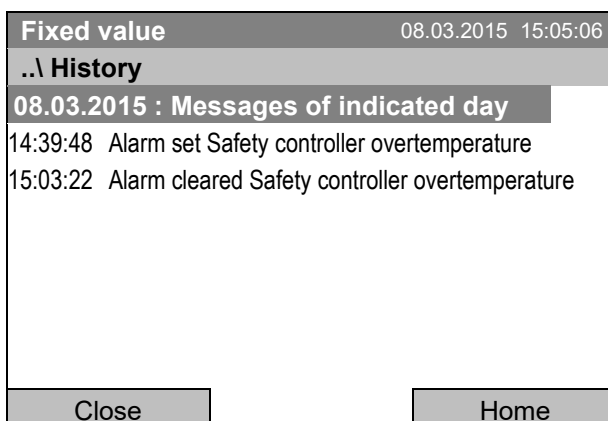 Fixed value 08.03.2015 15:05:06
..\ History
08.03.2015 : Messages of indicated day
14:39:48 Alarm set Safety controller overtemperature
15:03:22 Alarm cleared Safety controller overtemperature
Close Home